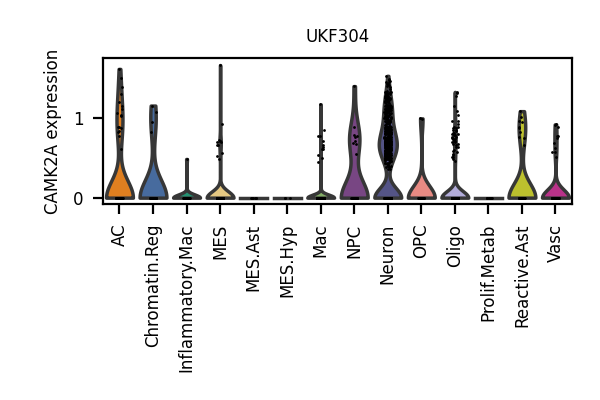 UKF304
CAMK2A expression
1
0
AC
Chromatin.Reg
Inflammatory.Mac
MES
MES.Ast
MES.Hyp
Mac
NPC
Neuron
OPC
Oligo
Prolif.Metab
Reactive.Ast
Vasc